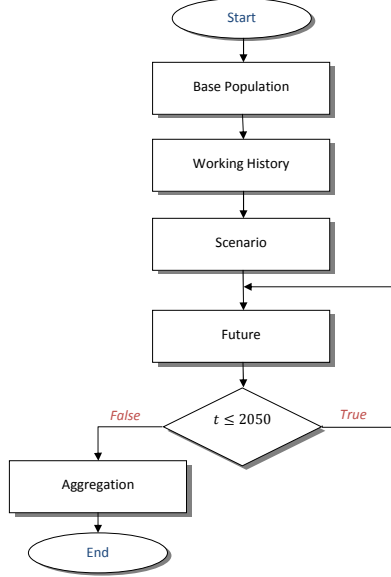 Start
Base Population
Working History
Scenario
Future
t ≤ 2050
False
True
Aggregation
End